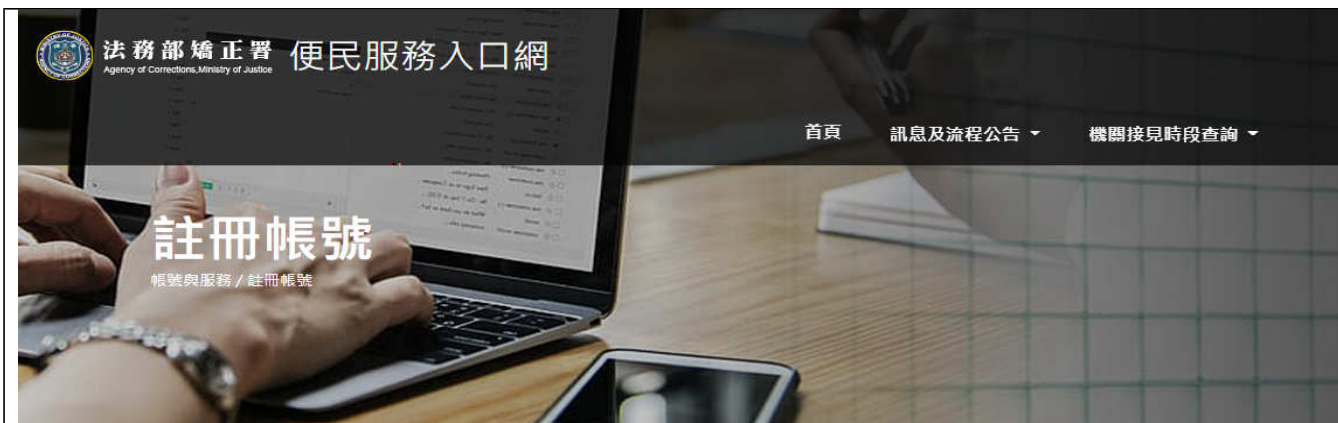 法務部矯正署 便民服務入口網
Agency of Corrections,Ministry of Justice
首頁 訊息及流程公告 機關接見時段查詢
註冊帳號
帳號與服務 / 註冊帳號